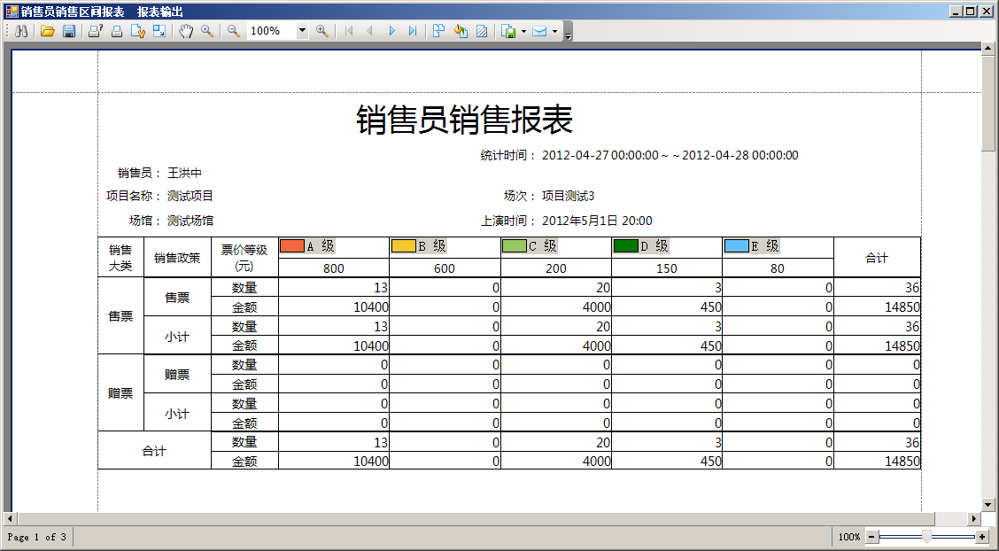 销售员销售区间报表 报表输出
100%
销售员销售报表
统计时间： 2012-04-27 00:00:00～～2012-04-28 00:00:00
销售员： 王洪中
项目名称： 测试项目 场次： 项目测试3
场馆： 测试场馆 上演时间： 2012年5月1日 20:00
销售大类 销售政策 票价等级(元) A 级 B 级 C 级 D 级 E 级 合计
800 600 200 150 80
售票 售票 数量 13 0 20 3 0 36
金额 10400 0 4000 450 0 14850
小计 数量 13 0 20 3 0 36
金额 10400 0 4000 450 0 14850
赠票 赠票 数量 0 0 0 0 0 0
金额 0 0 0 0 0 0
小计 数量 0 0 0 0 0 0
金额 0 0 0 0 0 0
合计 数量 13 0 20 3 0 36
金额 10400 0 4000 450 0 14850
Page 1 of 3 100%